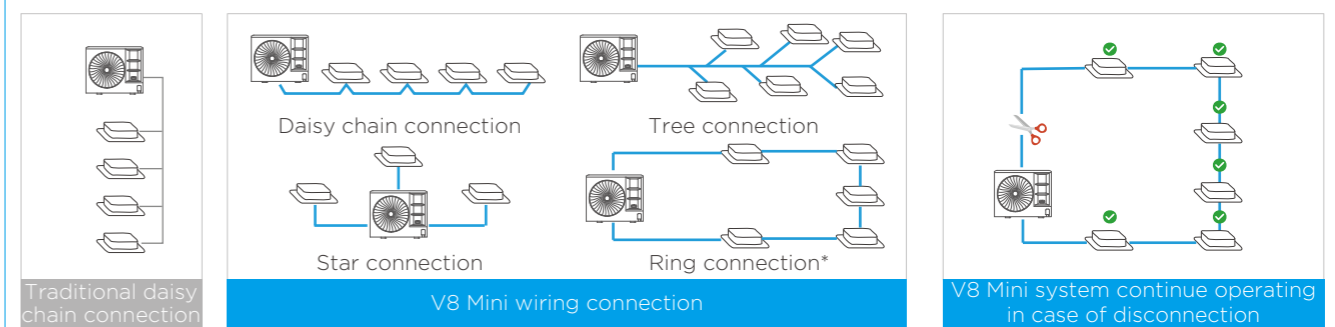 Daisy chain connection
Tree connection
Star connection
Ring connection*
Traditional daisy
chain connection
V8 Mini wiring connection
V8 Mini system continue operating
in case of disconnection